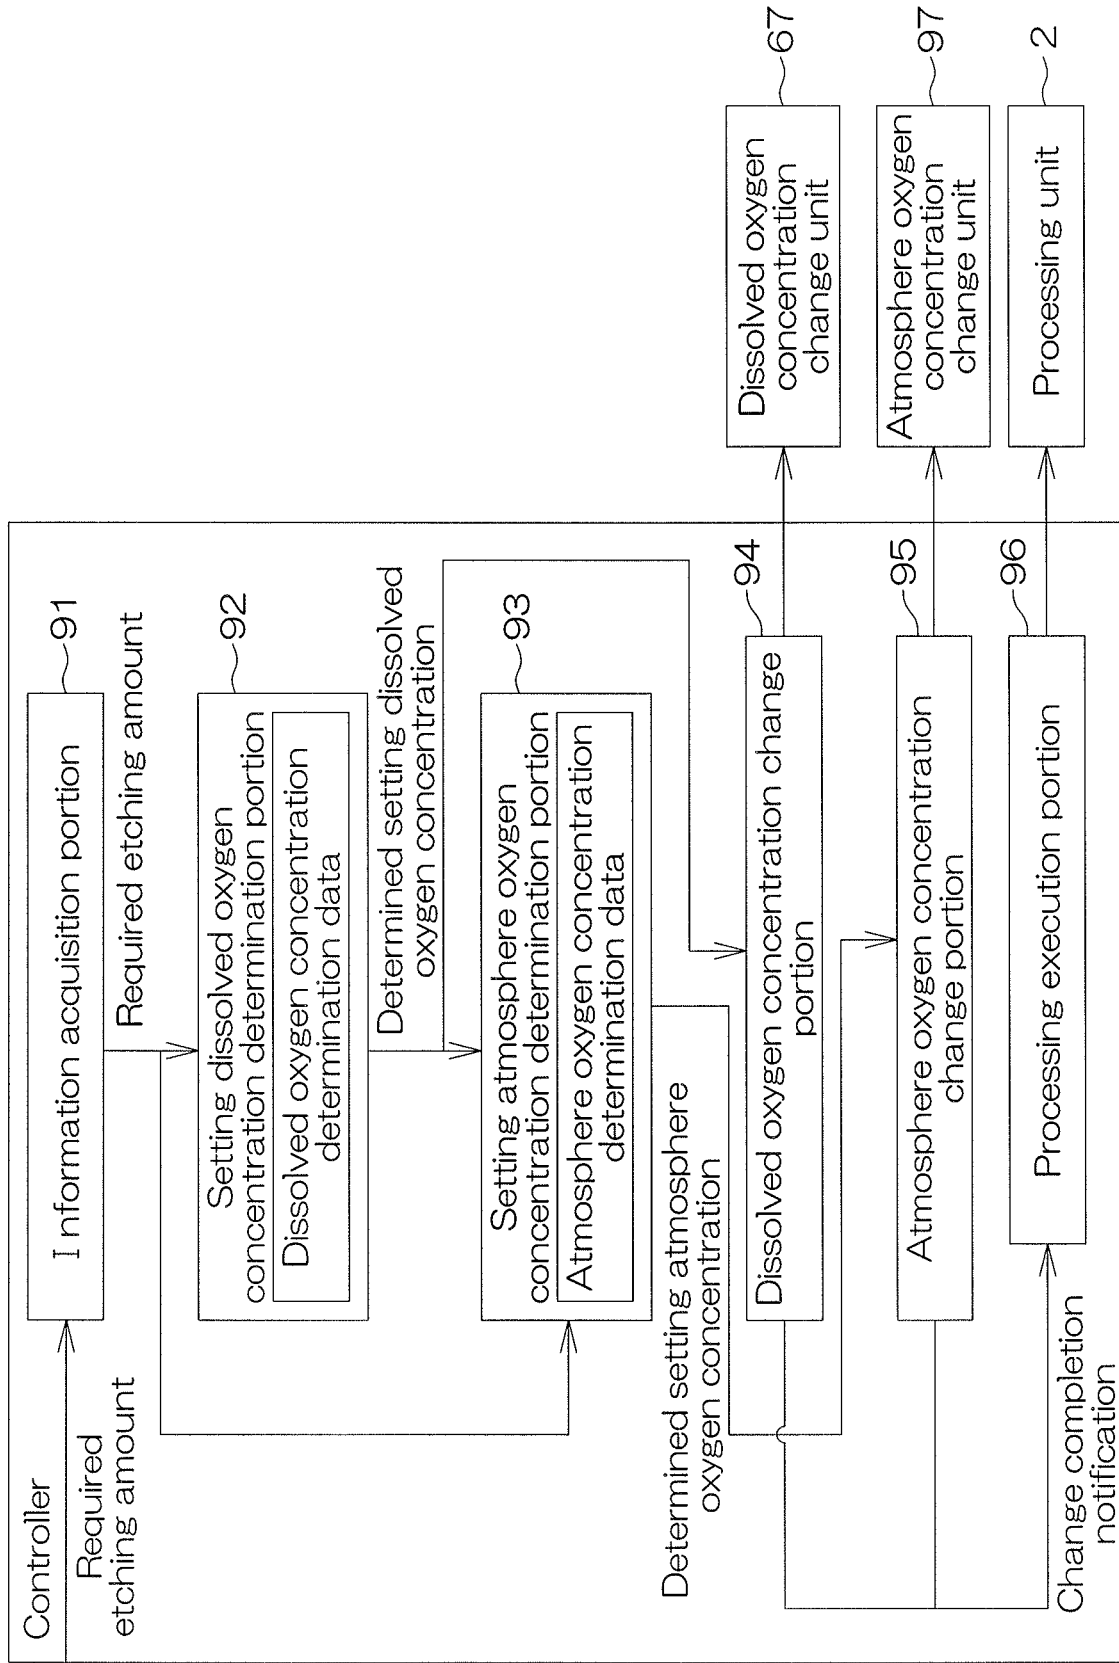 Controller
Required
etching amount
Information acquisition portion
91
Required etching amount
Setting dissolved oxygen
concentration determination portion
92
Dissolved oxygen concentration
determination data
Determined setting dissolved
oxygen concentration
Setting atmosphere oxygen
concentration determination portion
93
Atmosphere oxygen concentration
determination data
Determined setting atmosphere
oxygen concentration
Dissolved oxygen concentration change
portion
94
Dissolved oxygen
concentration
change unit
67
Atmosphere oxygen concentration
change portion
95
Atmosphere oxygen
concentration
change unit
97
Change completion
notification
Processing execution portion
96
Processing unit
2